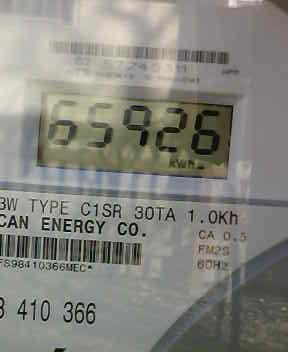 65926
kWh
3W TYPE C1SR 30TA 1.0Kh
CAN ENERGY CO.
CA 0.5
FM2S
60Hz
FS98410366MEC*
8 410 366